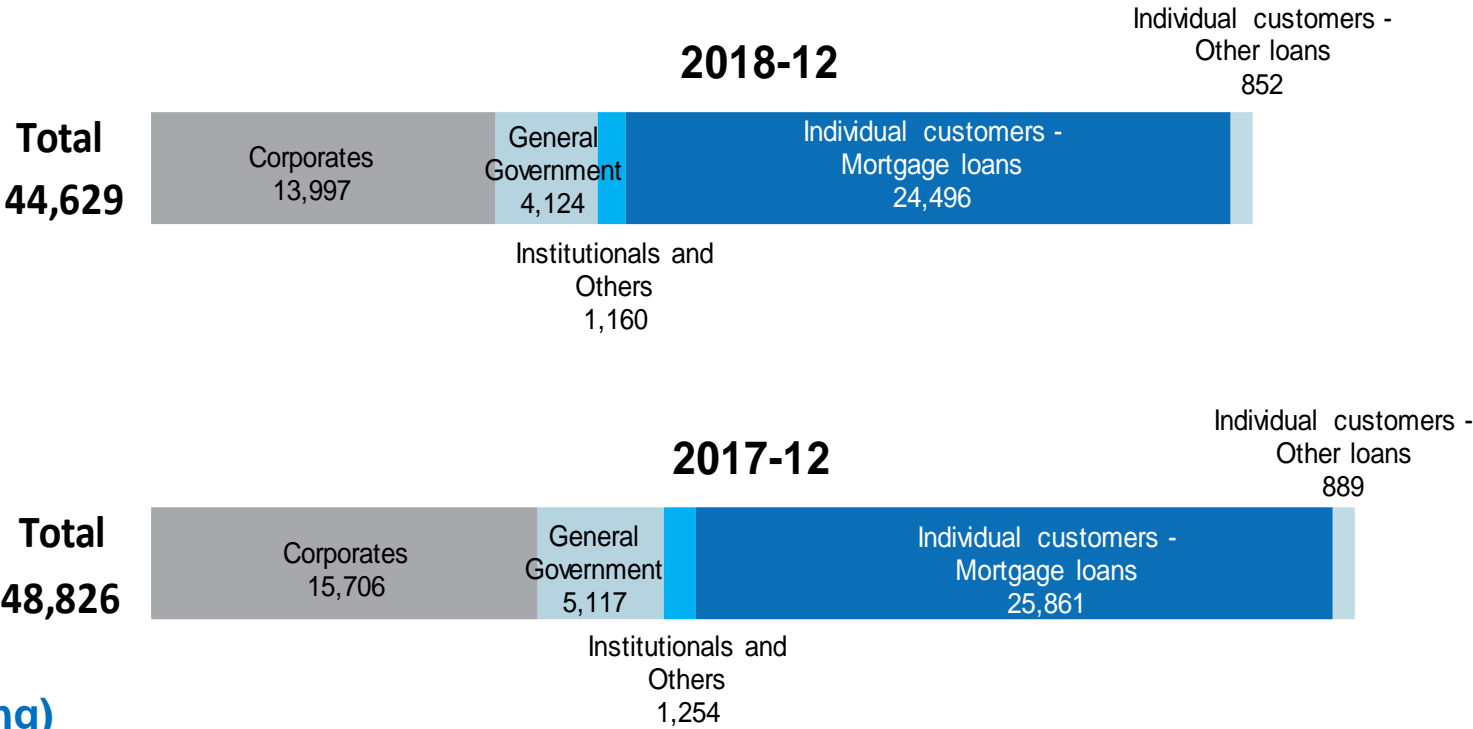 Individual customers -
Other loans
852
2018-12
Total
44,629
Corporates
13,997
General
Government
4,124
Individual customers -
Mortgage loans
24,496
Institutionals and
Others
1,160
Individual customers -
Other loans
889
2017-12
Total
48,826
Corporates
15,706
General
Government
5,117
Individual customers -
Mortgage loans
25,861
Institutionals and
Others
1,254
ng)